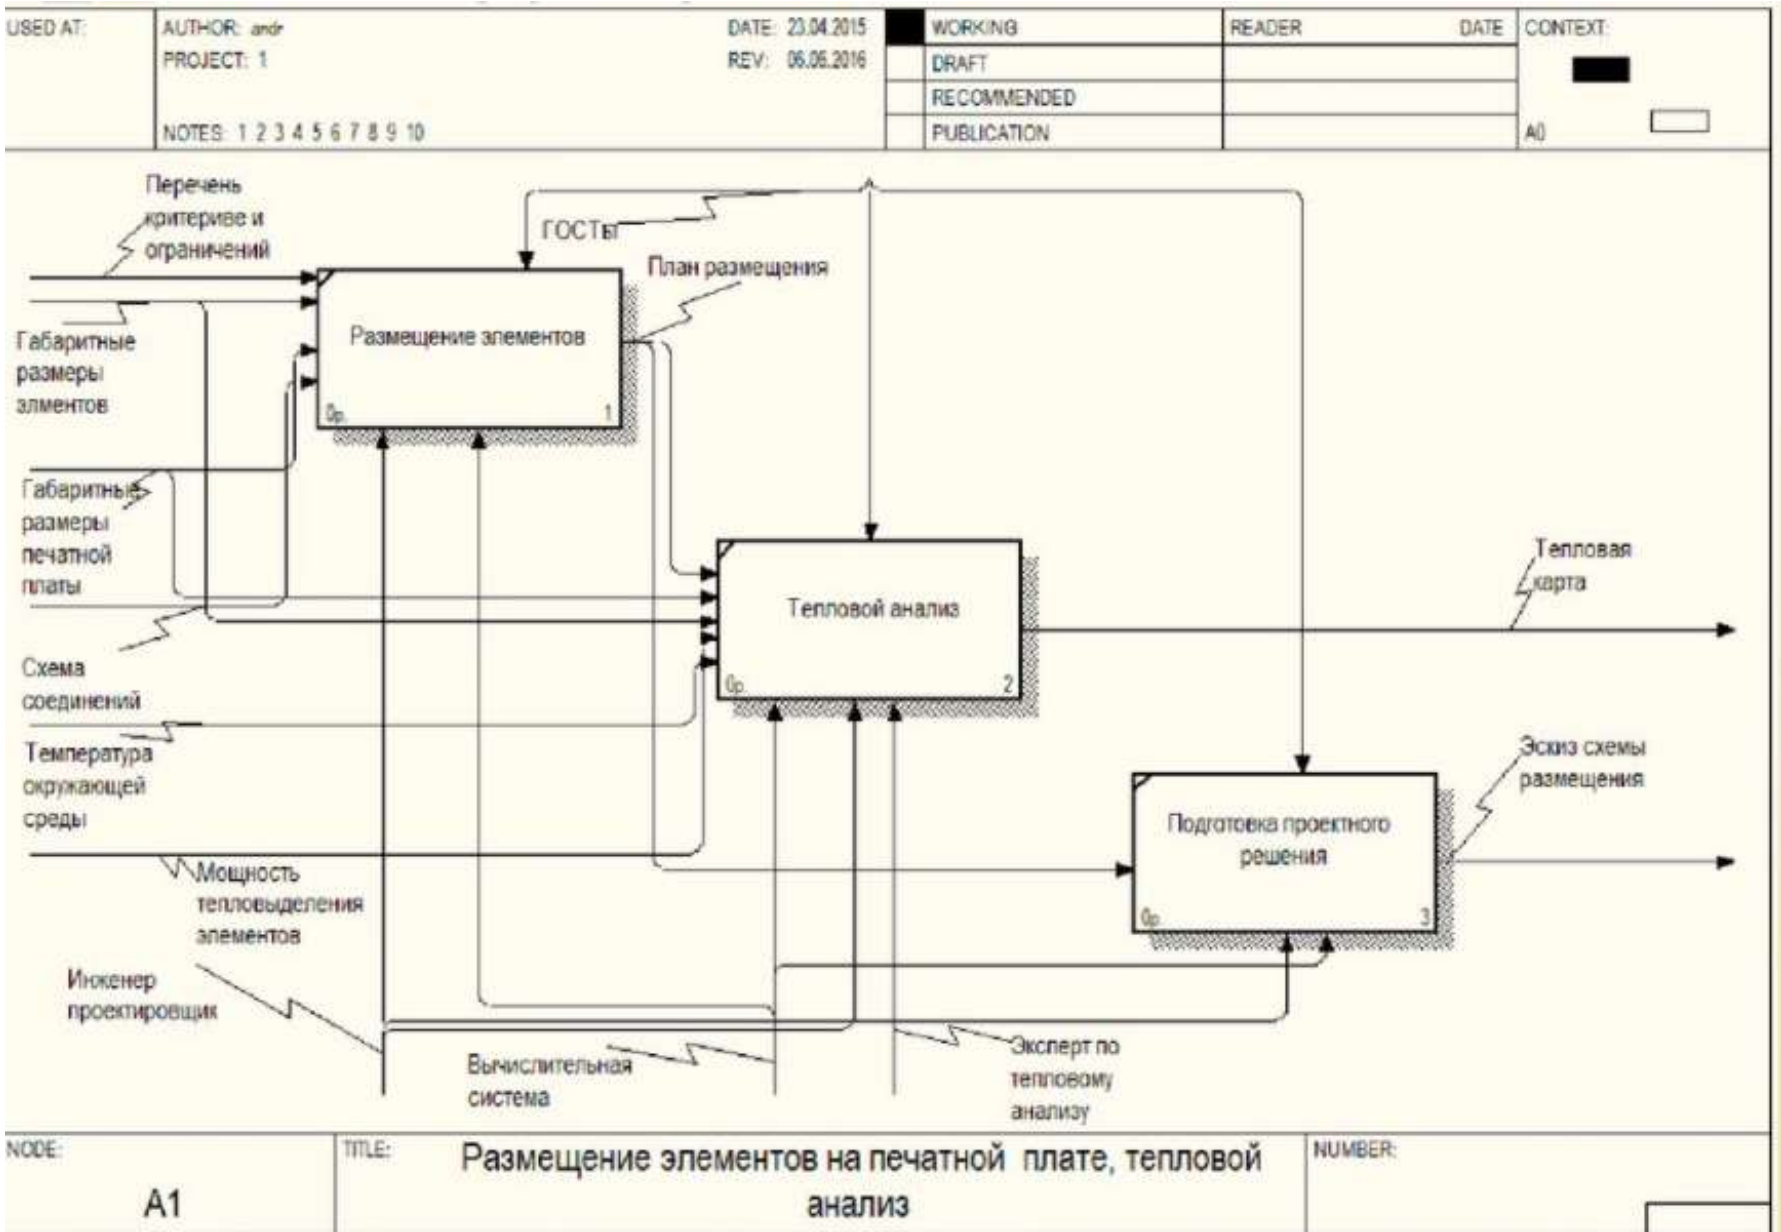 USED AT:
AUTHOR: andr
DATE: 23.04.2015
WORKING
READER
DATE
CONTEXT:
PROJECT: 1
REV: 06.06.2016
DRAFT
RECOMMENDED
NOTES: 1 2 3 4 5 6 7 8 9 10
PUBLICATION
A0
Перечень
критериве и
ограничений
ГОСТы
План размещения
Габаритные
размеры
элментов
Размещение элементов
0р.
1
Габаритные
размеры
печатной
платы
Тепловой анализ
0р.
2
Тепловая
карта
Схема
соединений
Температура
окружающей
среды
Эскиз схемы
размещения
Подготовка проектного
решения
0р.
3
Мощность
тепловыделения
элементов
Инженер
проектировщик
Вычислительная
система
Эксперт по
тепловому
анализу
NODE:
A1
TITLE:
Размещение элементов на печатной плате, тепловой
анализ
NUMBER: